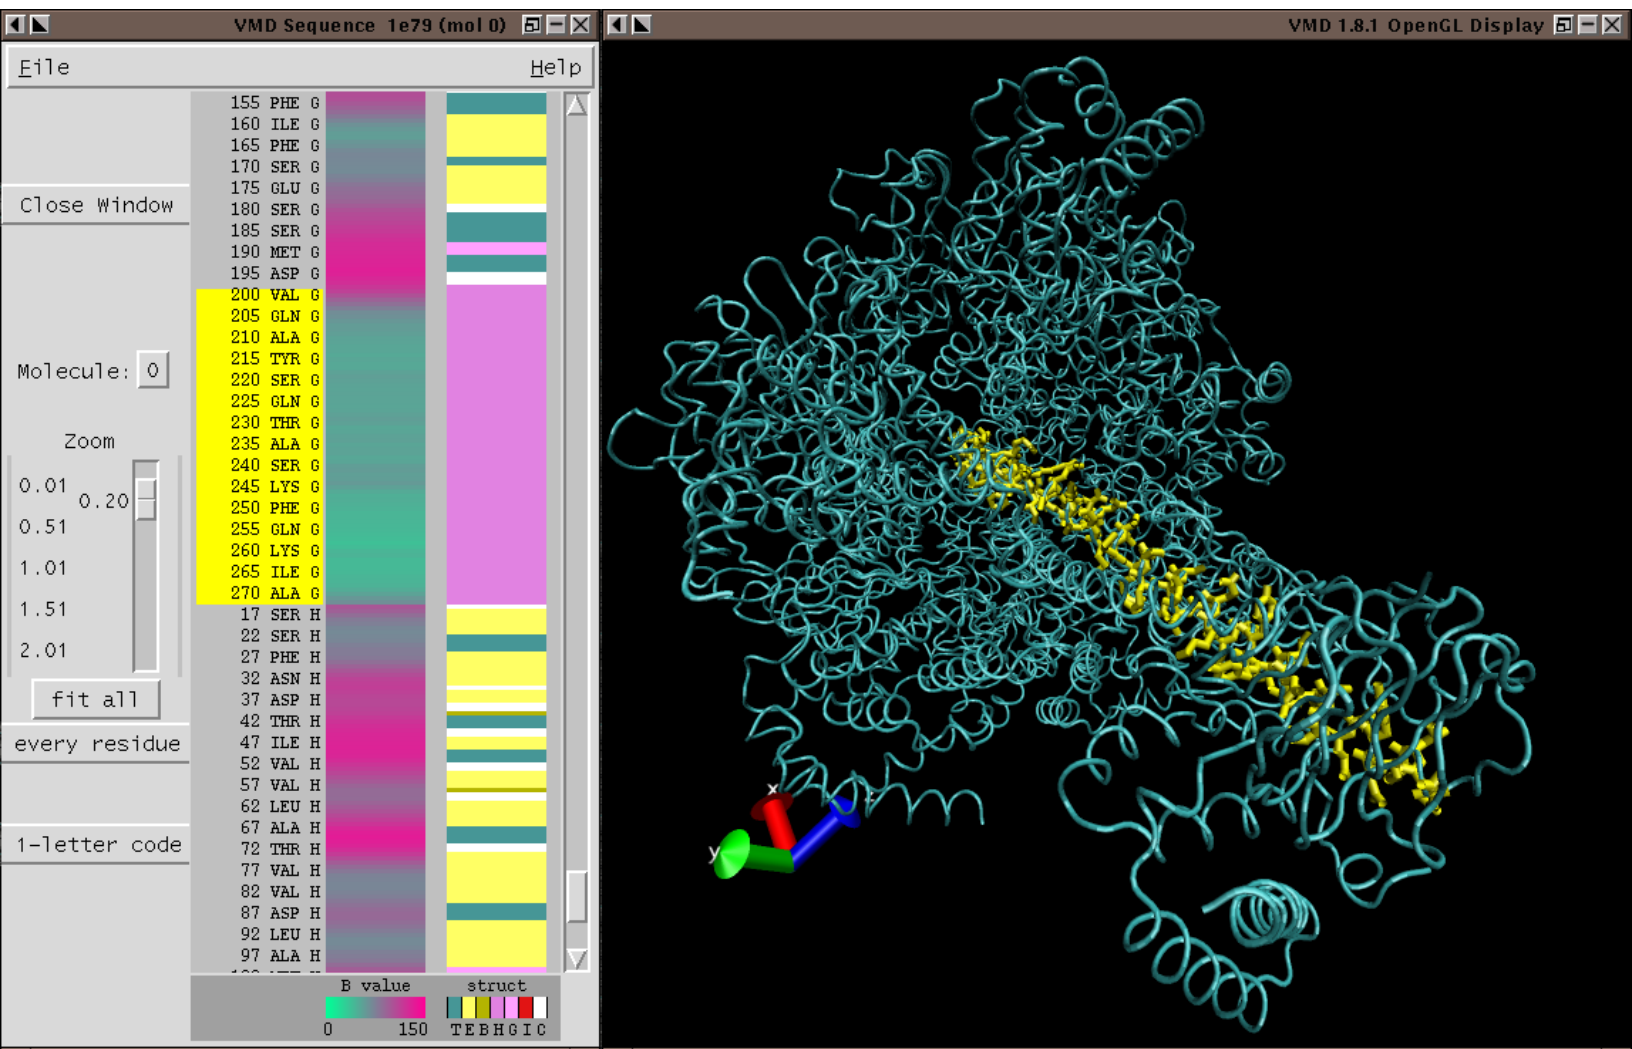 VMD Sequence 1e79 (mol 0)
VMD 1.8.1 OpenGL Display
File
Help
155 PHE G
160 ILE G
165 PHE G
170 SER G
175 GLU G
180 SER G
185 SER G
190 MET G
195 ASP G
200 VAL G
205 GLN G
210 ALA G
215 TYR G
220 SER G
225 GLN G
230 THR G
235 ALA G
240 SER G
245 LYS G
250 PHE G
255 GLN G
260 LYS G
265 ILE G
270 ALA G
17 SER H
22 SER H
27 PHE H
32 ASN H
37 ASP H
42 THR H
47 ILE H
52 VAL H
57 VAL H
62 LEU H
67 ALA H
72 THR H
77 VAL H
82 VAL H
87 ASP H
92 LEU H
97 ALA H
Close Window
Molecule: 0
Zoom
0.01
0.20
0.51
1.01
1.51
2.01
fit all
every residue
1-letter code
B value
0 150
struct
T E B H G I C
x
y